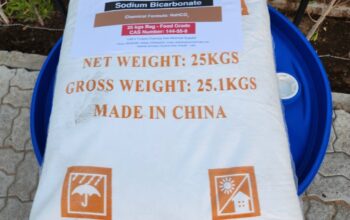 Sodium Bicarbonate
Chemical Formula: NaHCO₃
25 kgs Bag - Food Grade
CAS Number: 144-55-8
NET WEIGHT: 25KGS
GROSS WEIGHT: 25.1KGS
MADE IN CHINA